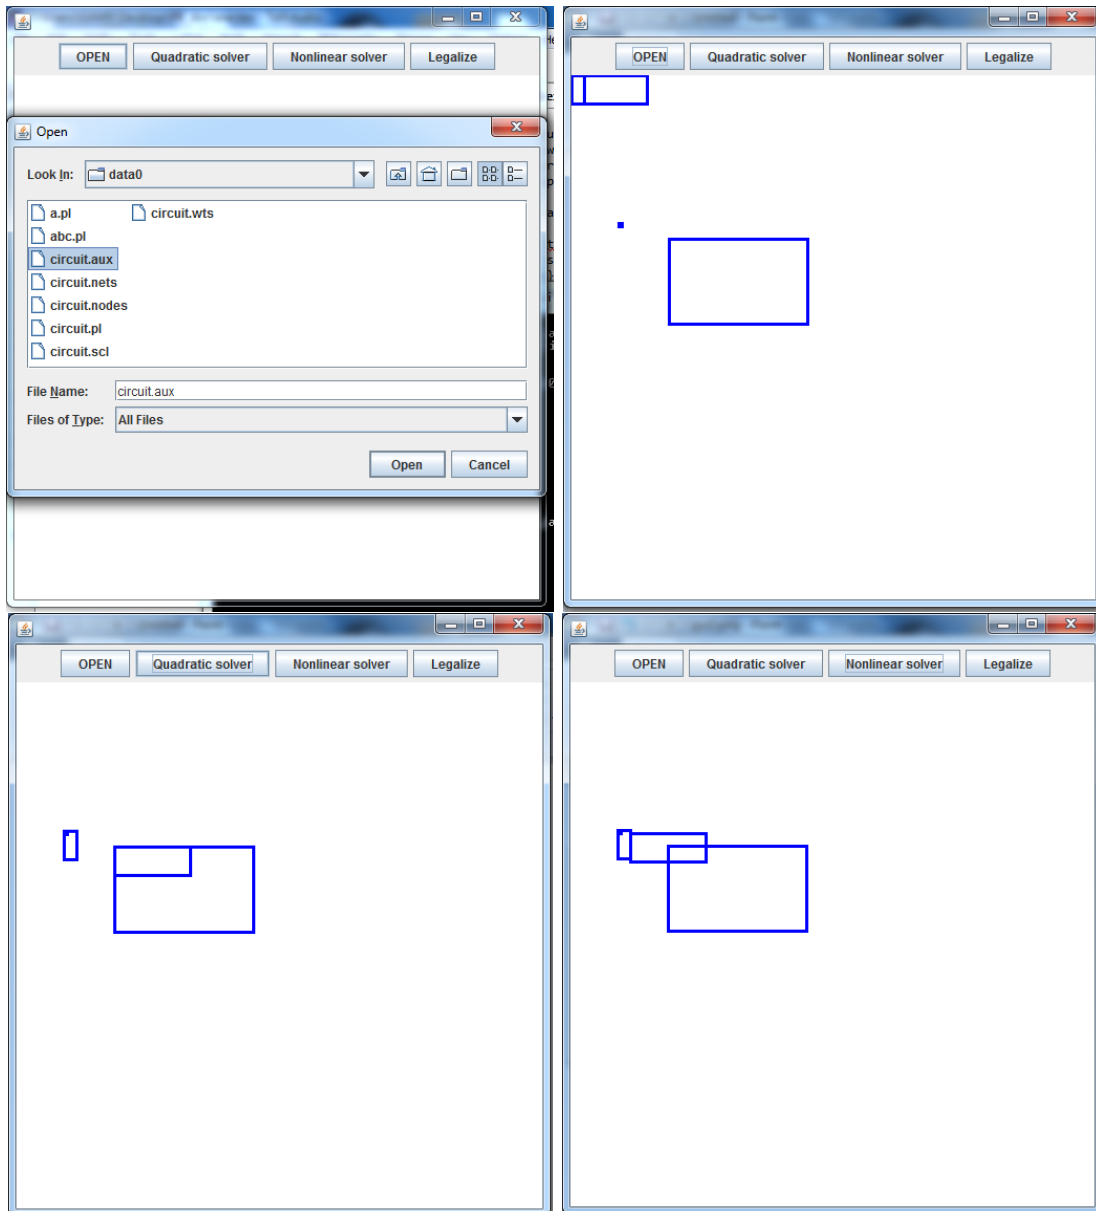 OPEN Quadratic solver Nonlinear solver Legalize
Open
Look In: data0
a.pl circuit.wts
abc.pl
circuit.aux
circuit.nets
circuit.nodes
circuit.pl
circuit.scl
File Name: circuit.aux
Files of Type: All Files
Open Cancel
OPEN Quadratic solver Nonlinear solver Legalize
OPEN Quadratic solver Nonlinear solver Legalize
OPEN Quadratic solver Nonlinear solver Legalize